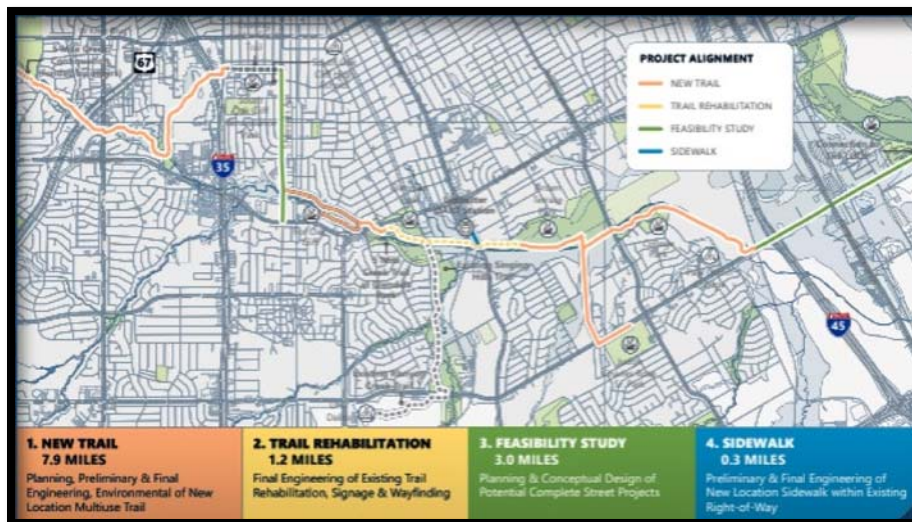 67
PROJECT ALIGNMENT
NEW TRAIL
TRAIL REHABILITATION
FEASIBILITY STUDY
SIDEWALK
35
45
1. NEW TRAIL
7.9 MILES
Planning, Preliminary & Final
Engineering, Environmental of New
Location Multiuse Trail
2. TRAIL REHABILITATION
1.2 MILES
Final Engineering of Existing Trail
Rehabilitation, Signage & Wayfinding
3. FEASIBILITY STUDY
3.0 MILES
Planning & Conceptual Design of
Potential Complete Street Projects
4. SIDEWALK
0.3 MILES
Preliminary & Final Engineering of
New Location Sidewalk within Existing
Right-of-Way